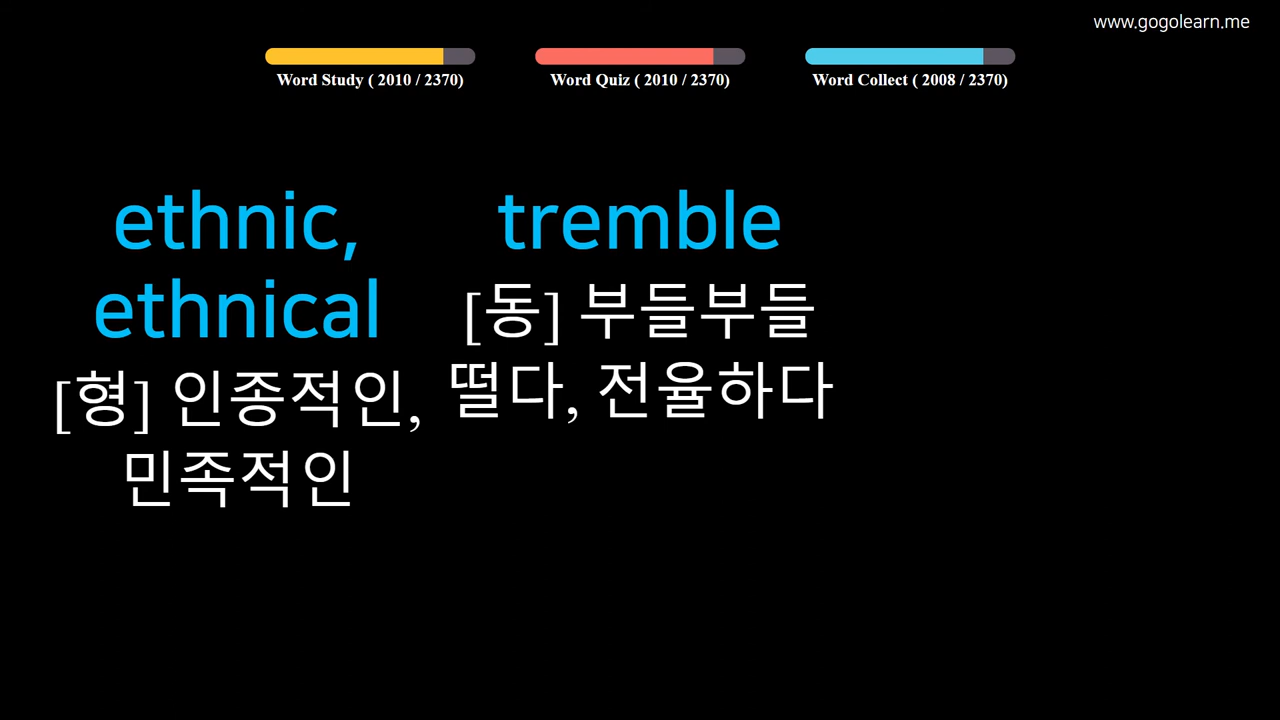 www.gogolearn.me
Word Study ( 2010 / 2370)
Word Quiz ( 2010 / 2370)
Word Collect ( 2008 / 2370)
ethnic,
ethnical
[형] 인종적인,
민족적인
tremble
[동] 부들부들
떨다, 전율하다